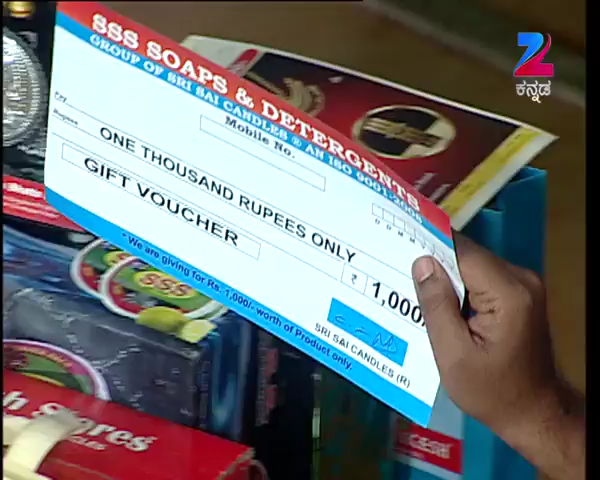 ಕನ್ನಡ
SSS SOAPS & DETERGENTS
GROUP OF SRI SAI CANDLES ® AN ISO 9001-2008
Mobile No.
Pay
Rupees
D D M M
ONE THOUSAND RUPEES ONLY
GIFT VOUCHER
₹ 1,000/
SRI SAI CANDLES (R)
* We are giving for Rs. 1,000/- worth of Product only.
SSS
Stores